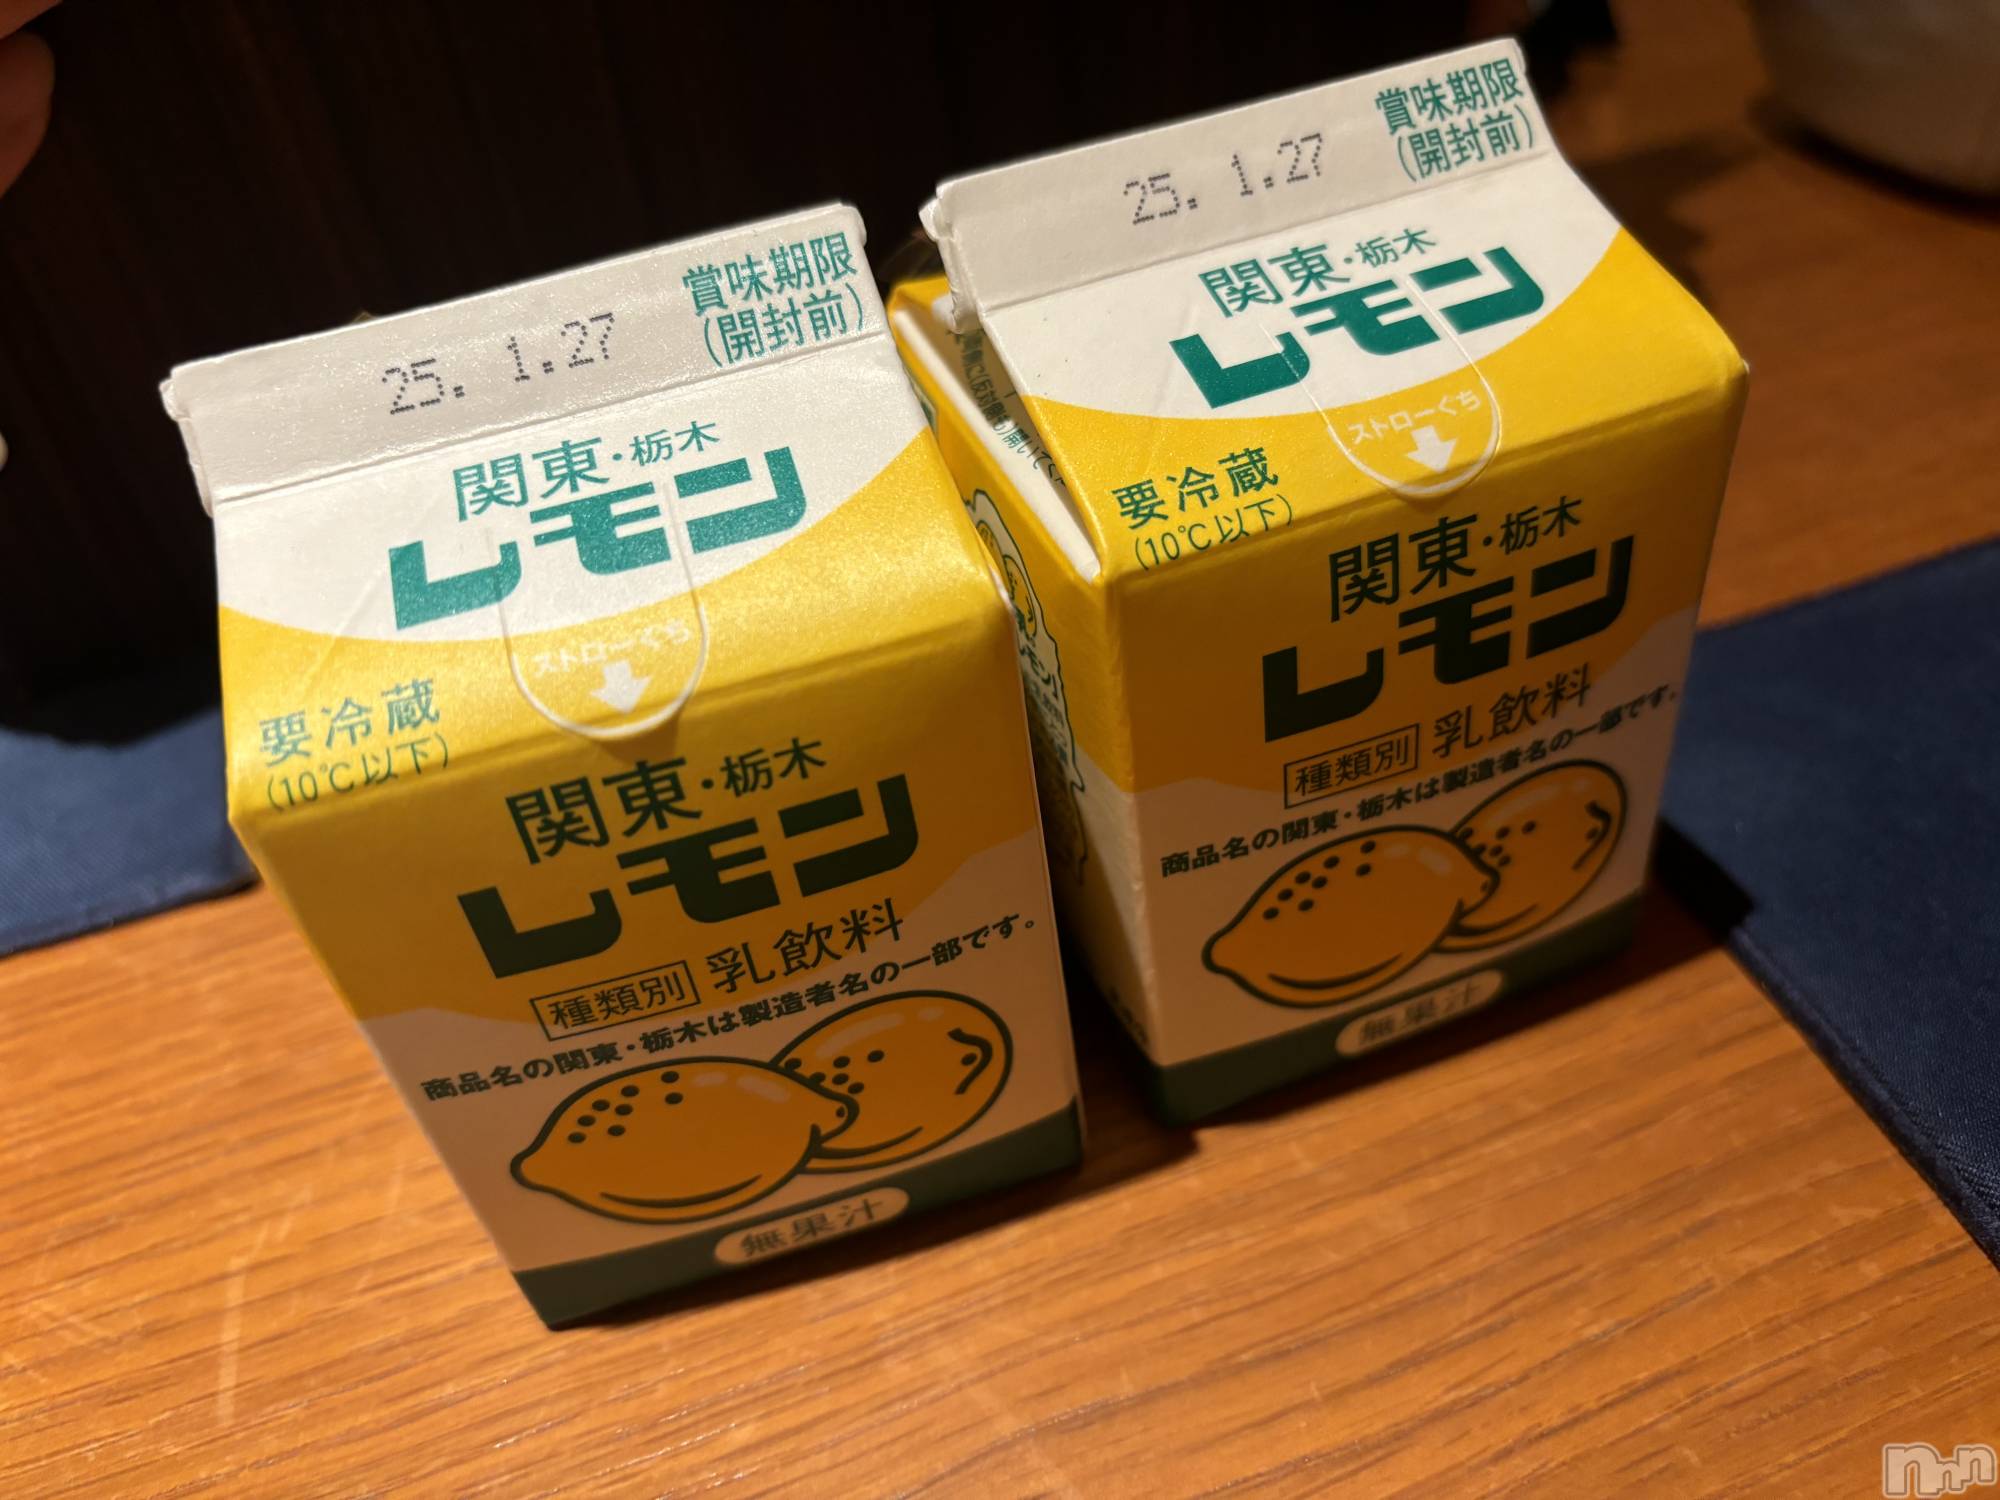 賞味期限
(開封前)
25. 1.27
関東・栃木
レモン
ストローぐち
要冷蔵
(10℃以下)
関東・栃木
レモン
種類別 乳飲料
商品名の関東・栃木は製造者名の一部です。
無果汁
賞味期限
(開封前)
25. 1.27
関東・栃木
レモン
ストローぐち
要冷蔵
(10℃以下)
関東・栃木
レモン
種類別 乳飲料
商品名の関東・栃木は製造者名の一部です。
無果汁